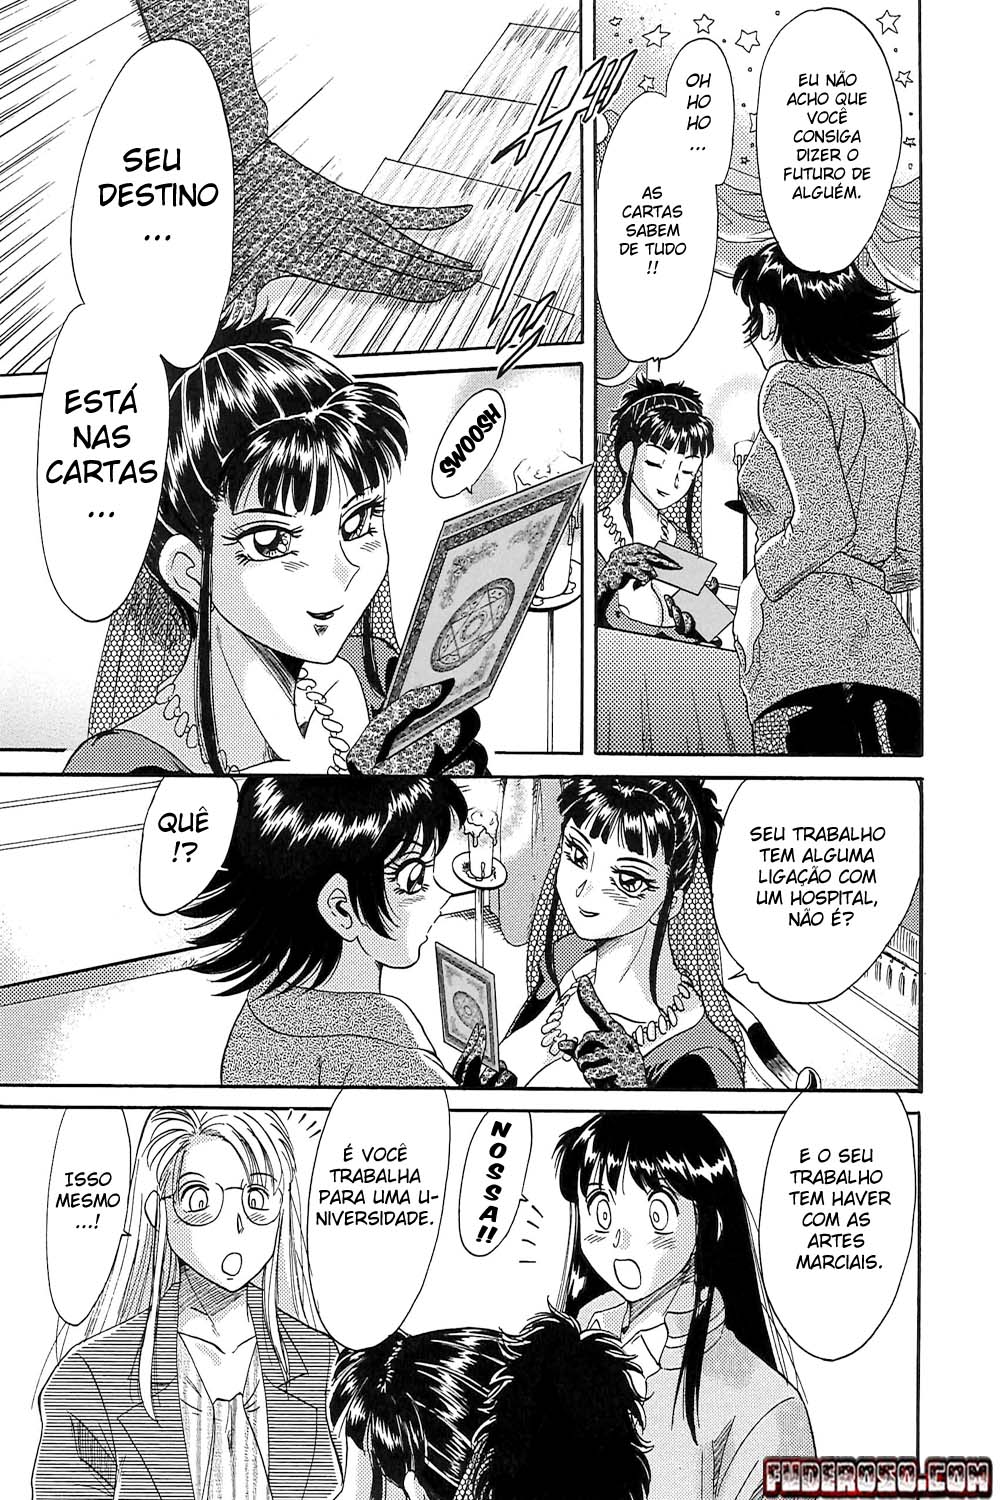 EU NÃO
ACHO QUE
VOCÊ
CONSIGA
DIZER O
FUTURO DE
ALGUÉM.
OH
HO
HO
...
AS
CARTAS
SABEM
DE TUDO
!!
SEU
DESTINO
...
ESTÁ
NAS
CARTAS
...
SWOOSH
SEU TRABALHO
TEM ALGUMA
LIGAÇÃO COM
UM HOSPITAL,
NÃO É?
QUÊ
!?
E O SEU
TRABALHO
TEM HAVER
COM AS
ARTES
MARCIAIS.
NOSSA!!
É VOCÊ
TRABALHA
PARA UMA U-
NIVERSIDADE.
ISSO
MESMO
...!
FUDEROSO.COM